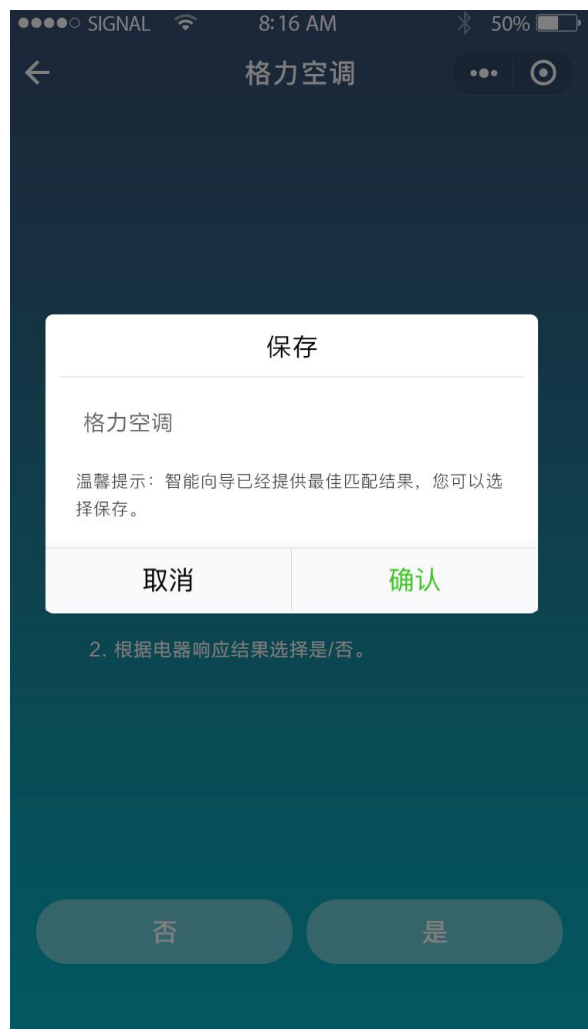 ●●●●○ SIGNAL 8:16 AM 50%
格力空调
保存
格力空调
温馨提示：智能向导已经提供最佳匹配结果，您可以选
择保存。
取消 确认
2. 根据电器响应结果选择是/否。
否 是